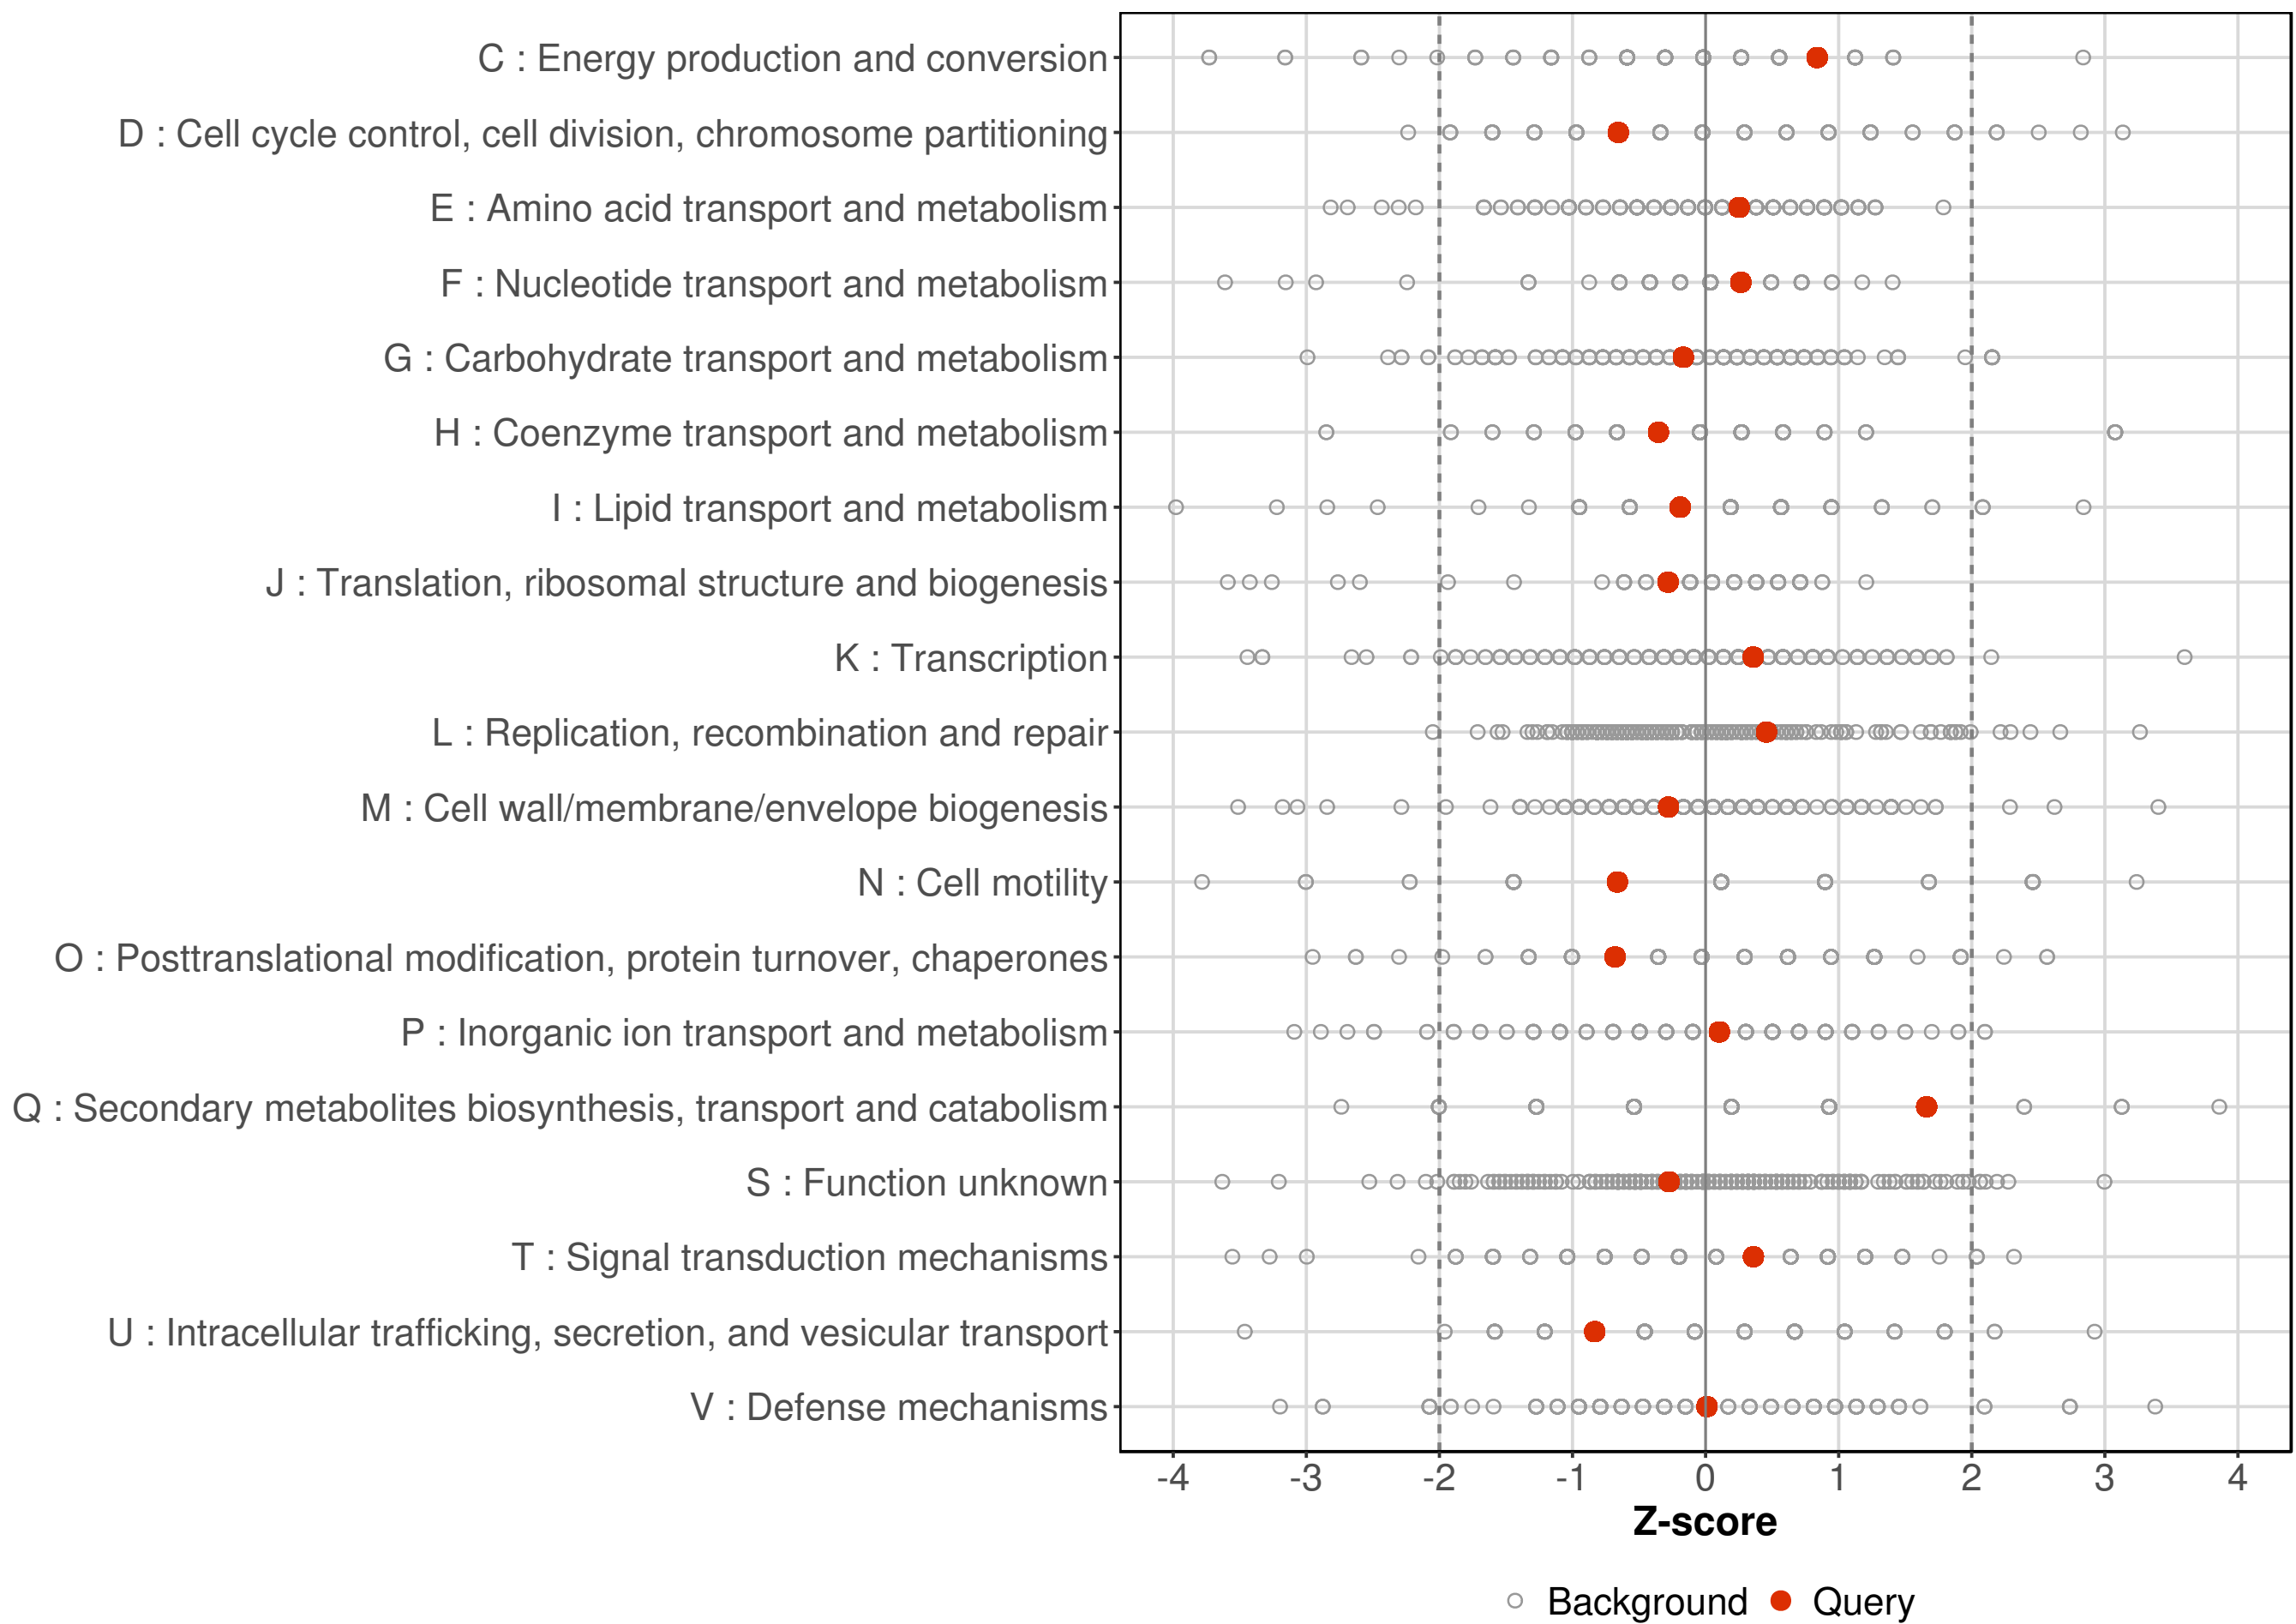 C : Energy production and conversion
D : Cell cycle control, cell division, chromosome partitioning
E : Amino acid transport and metabolism
F : Nucleotide transport and metabolism
G : Carbohydrate transport and metabolism
H : Coenzyme transport and metabolism
I : Lipid transport and metabolism
J : Translation, ribosomal structure and biogenesis
K : Transcription
L : Replication, recombination and repair
M : Cell wall/membrane/envelope biogenesis
N : Cell motility
O : Posttranslational modification, protein turnover, chaperones
P : Inorganic ion transport and metabolism
Q : Secondary metabolites biosynthesis, transport and catabolism
S : Function unknown
T : Signal transduction mechanisms
U : Intracellular trafficking, secretion, and vesicular transport
V : Defense mechanisms
-4 -3 -2 -1 0 1 2 3 4
Z-score
Background Query